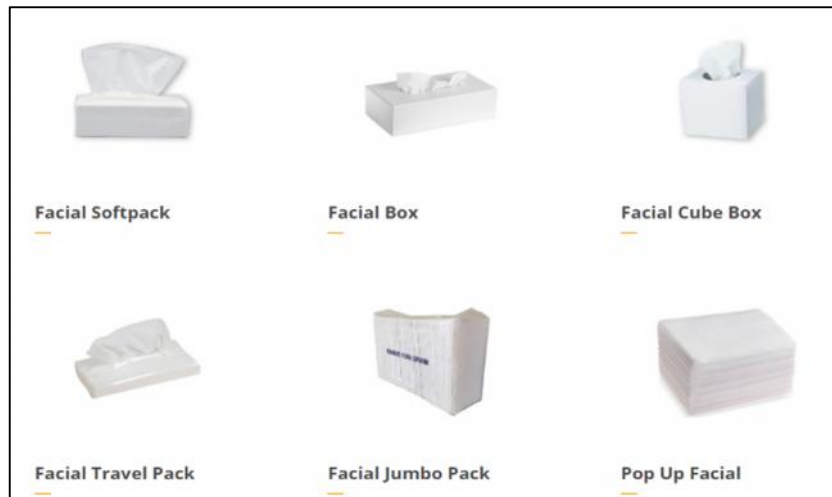 Facial Softpack
Facial Box
Facial Cube Box
Facial Travel Pack
Facial Jumbo Pack
Pop Up Facial